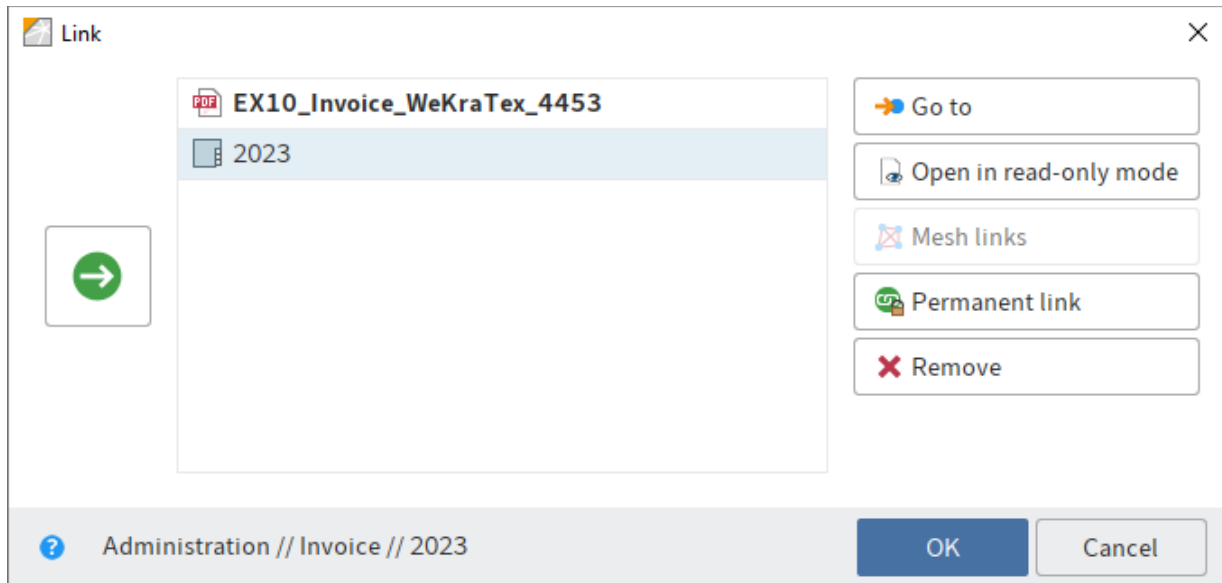 Link
PDF
EX10_Invoice_WeKraTex_4453
2023
Go to
Open in read-only mode
Mesh links
Permanent link
Remove
?
Administration // Invoice // 2023
OK
Cancel